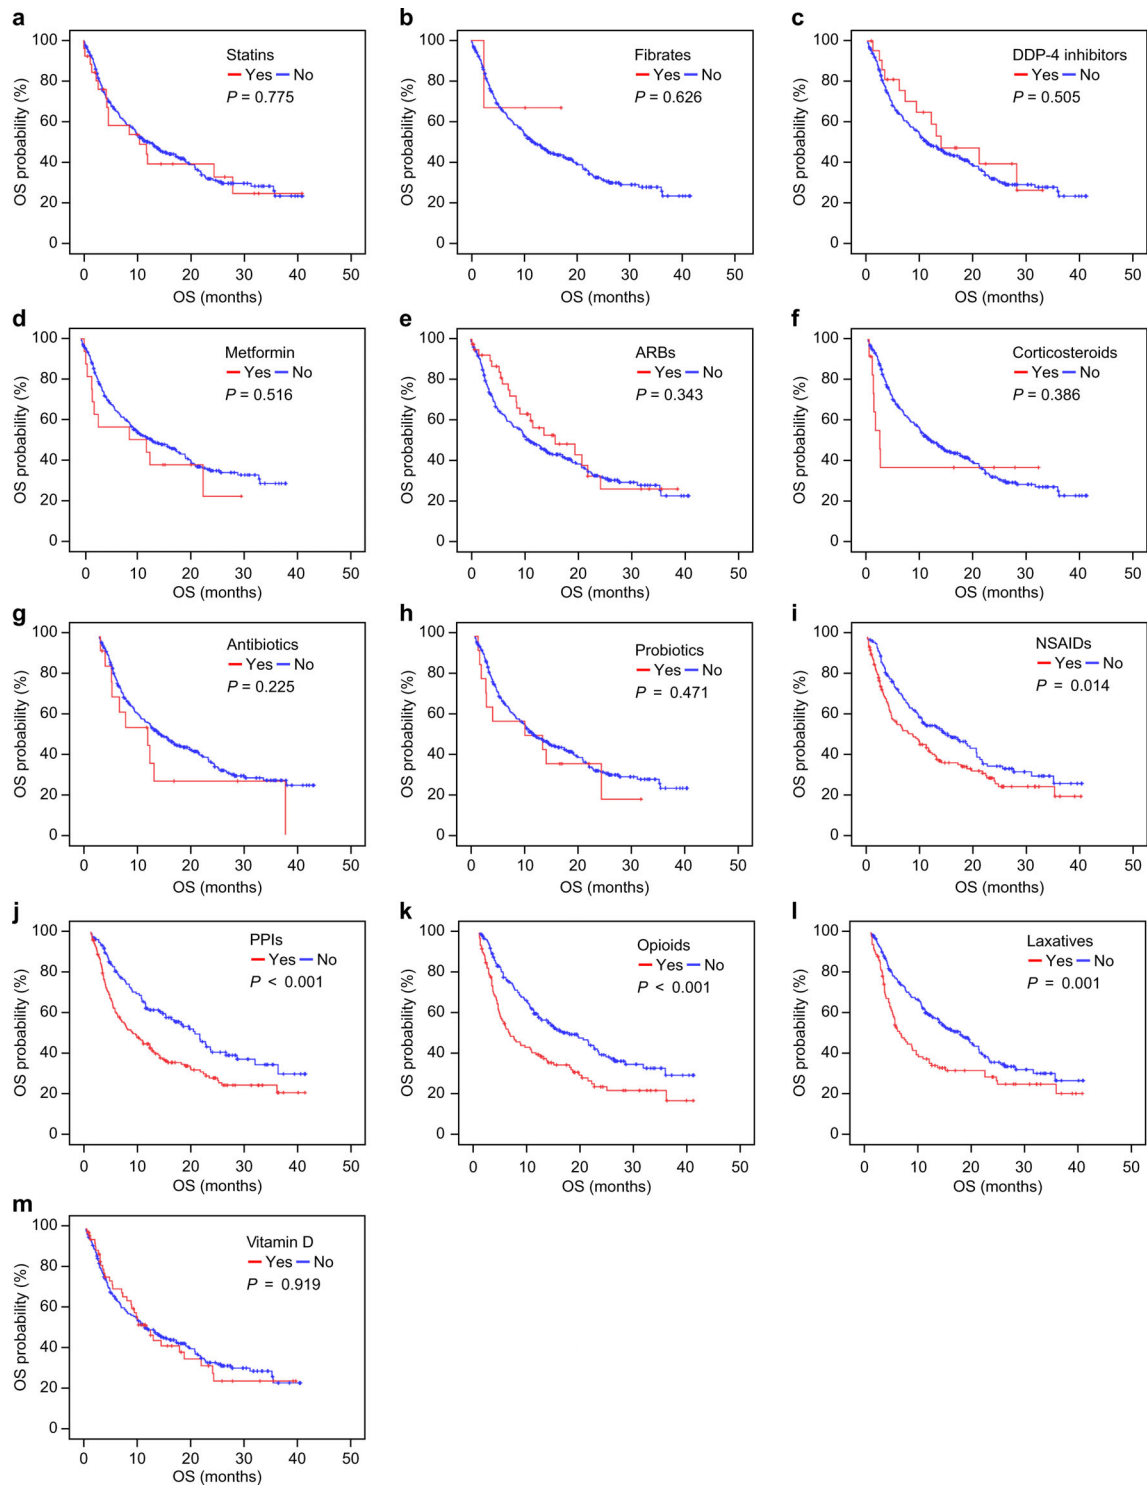 a
Statins
Yes No
P = 0.775
OS probability (%)
100
80
60
40
20
0
0 10 20 30 40 50
OS (months)
b
Fibrates
Yes No
P = 0.626
OS probability (%)
100
80
60
40
20
0
0 10 20 30 40 50
OS (months)
c
DDP-4 inhibitors
Yes No
P = 0.505
OS probability (%)
100
80
60
40
20
0
0 10 20 30 40 50
OS (months)
d
Metformin
Yes No
P = 0.516
OS probability (%)
100
80
60
40
20
0
0 10 20 30 40 50
OS (months)
e
ARBs
Yes No
P = 0.343
OS probability (%)
100
80
60
40
20
0
0 10 20 30 40 50
OS (months)
f
Corticosteroids
Yes No
P = 0.386
OS probability (%)
100
80
60
40
20
0
0 10 20 30 40 50
OS (months)
g
Antibiotics
Yes No
P = 0.225
OS probability (%)
100
80
60
40
20
0
0 10 20 30 40 50
OS (months)
h
Probiotics
Yes No
P = 0.471
OS probability (%)
100
80
60
40
20
0
0 10 20 30 40 50
OS (months)
i
NSAIDs
Yes No
P = 0.014
OS probability (%)
100
80
60
40
20
0
0 10 20 30 40 50
OS (months)
j
PPIs
Yes No
P < 0.001
OS probability (%)
100
80
60
40
20
0
0 10 20 30 40 50
OS (months)
k
Opioids
Yes No
P < 0.001
OS probability (%)
100
80
60
40
20
0
0 10 20 30 40 50
OS (months)
l
Laxatives
Yes No
P = 0.001
OS probability (%)
100
80
60
40
20
0
0 10 20 30 40 50
OS (months)
m
Vitamin D
Yes No
P = 0.919
OS probability (%)
100
80
60
40
20
0
0 10 20 30 40 50
OS (months)